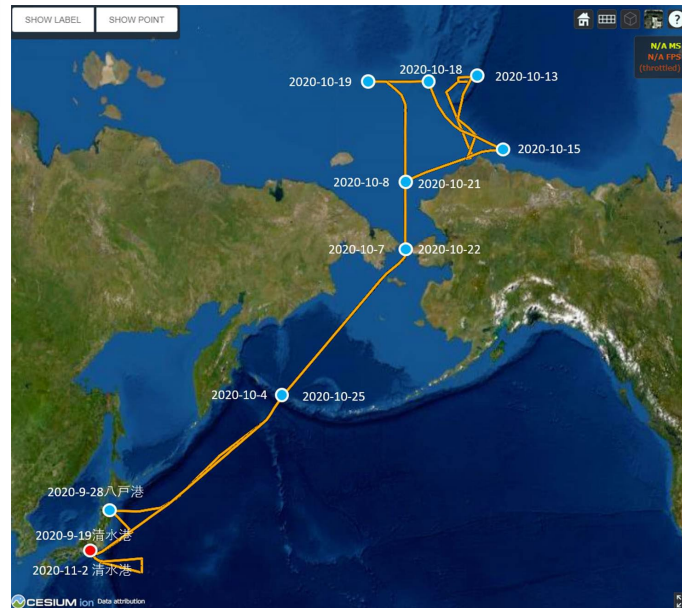 SHOW LABEL SHOW POINT
?
N/A MS
N/A FPS
(throttled)
2020-10-19
2020-10-18
2020-10-13
2020-10-15
2020-10-8
2020-10-21
2020-10-7
2020-10-22
2020-10-4
2020-10-25
2020-9-28八戸港
2020-9-19清水港
2020-11-2 清水港
CESIUM ion Data attribution